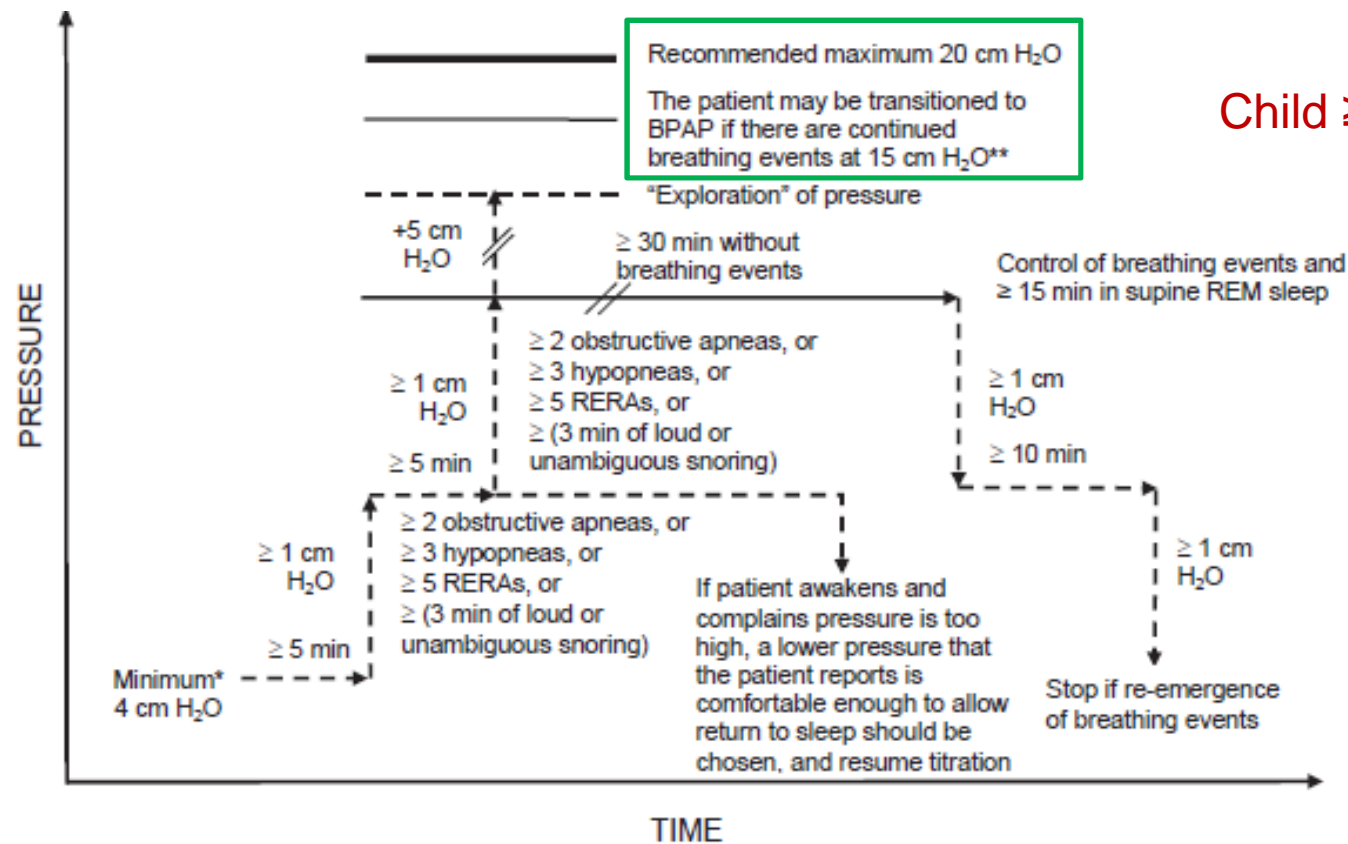 Recommended maximum 20 cm H₂O
The patient may be transitioned to
BPAP if there are continued
breathing events at 15 cm H₂O**
Child ≥
"Exploration" of pressure
+5 cm
H₂O
≥ 30 min without
breathing events
Control of breathing events and
≥ 15 min in supine REM sleep
PRESSURE
≥ 1 cm
H₂O
≥ 5 min
≥ 2 obstructive apneas, or
≥ 3 hypopneas, or
≥ 5 RERAs, or
≥ (3 min of loud or
unambiguous snoring)
≥ 1 cm
H₂O
≥ 10 min
≥ 1 cm
H₂O
≥ 5 min
≥ 2 obstructive apneas, or
≥ 3 hypopneas, or
≥ 5 RERAs, or
≥ (3 min of loud or
unambiguous snoring)
If patient awakens and
complains pressure is too
high, a lower pressure that
the patient reports is
comfortable enough to allow
return to sleep should be
chosen, and resume titration
≥ 1 cm
H₂O
Stop if re-emergence
of breathing events
Minimum*
4 cm H₂O
TIME